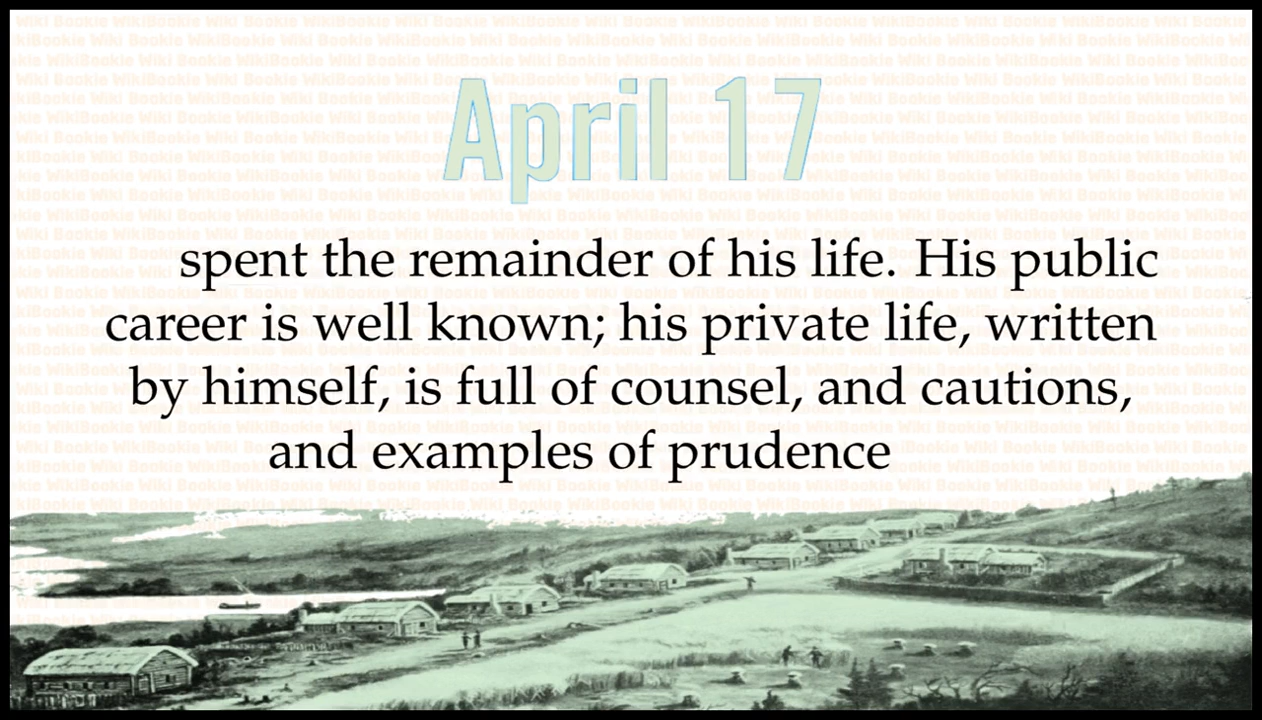 April 17
spent the remainder of his life. His public
career is well known; his private life, written
by himself, is full of counsel, and cautions,
and examples of prudence